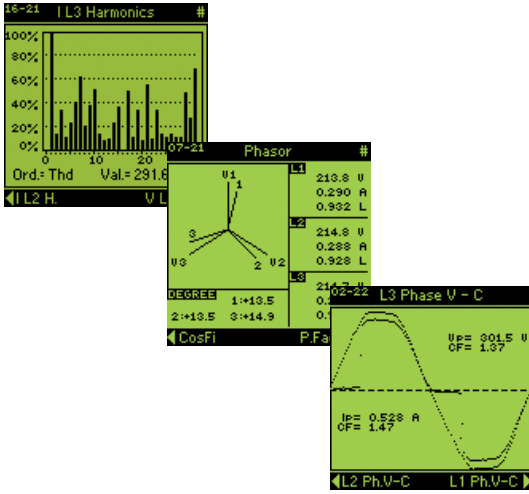 16-21 I L3 Harmonics #
100%
80%
60%
40%
20%
0%
0 10 20
Ord.= Thd Val.= 291.6
I L2 H. V L
07-21 Phasor #
V1
1
3
V3
V2
2
L1
213.8 V
0.290 A
0.932 L
L2
214.8 V
0.288 A
0.928 L
L3
DEGREE
1:+13.5
2:+13.5 3:+14.9
CosFi P.Fa
02-22 L3 Phase V - C
Vp= 301.5 V
CF= 1.37
Ip= 0.528 A
CF= 1.47
L2 Ph.V-C L1 Ph.V-C